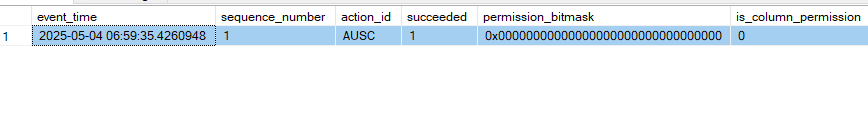 event_time sequence_number action_id succeeded permission_bitmask is_column_permission
1 2025-05-04 06:59:35.4260948 1 AUSC 1 0x00000000000000000000000000000000 0